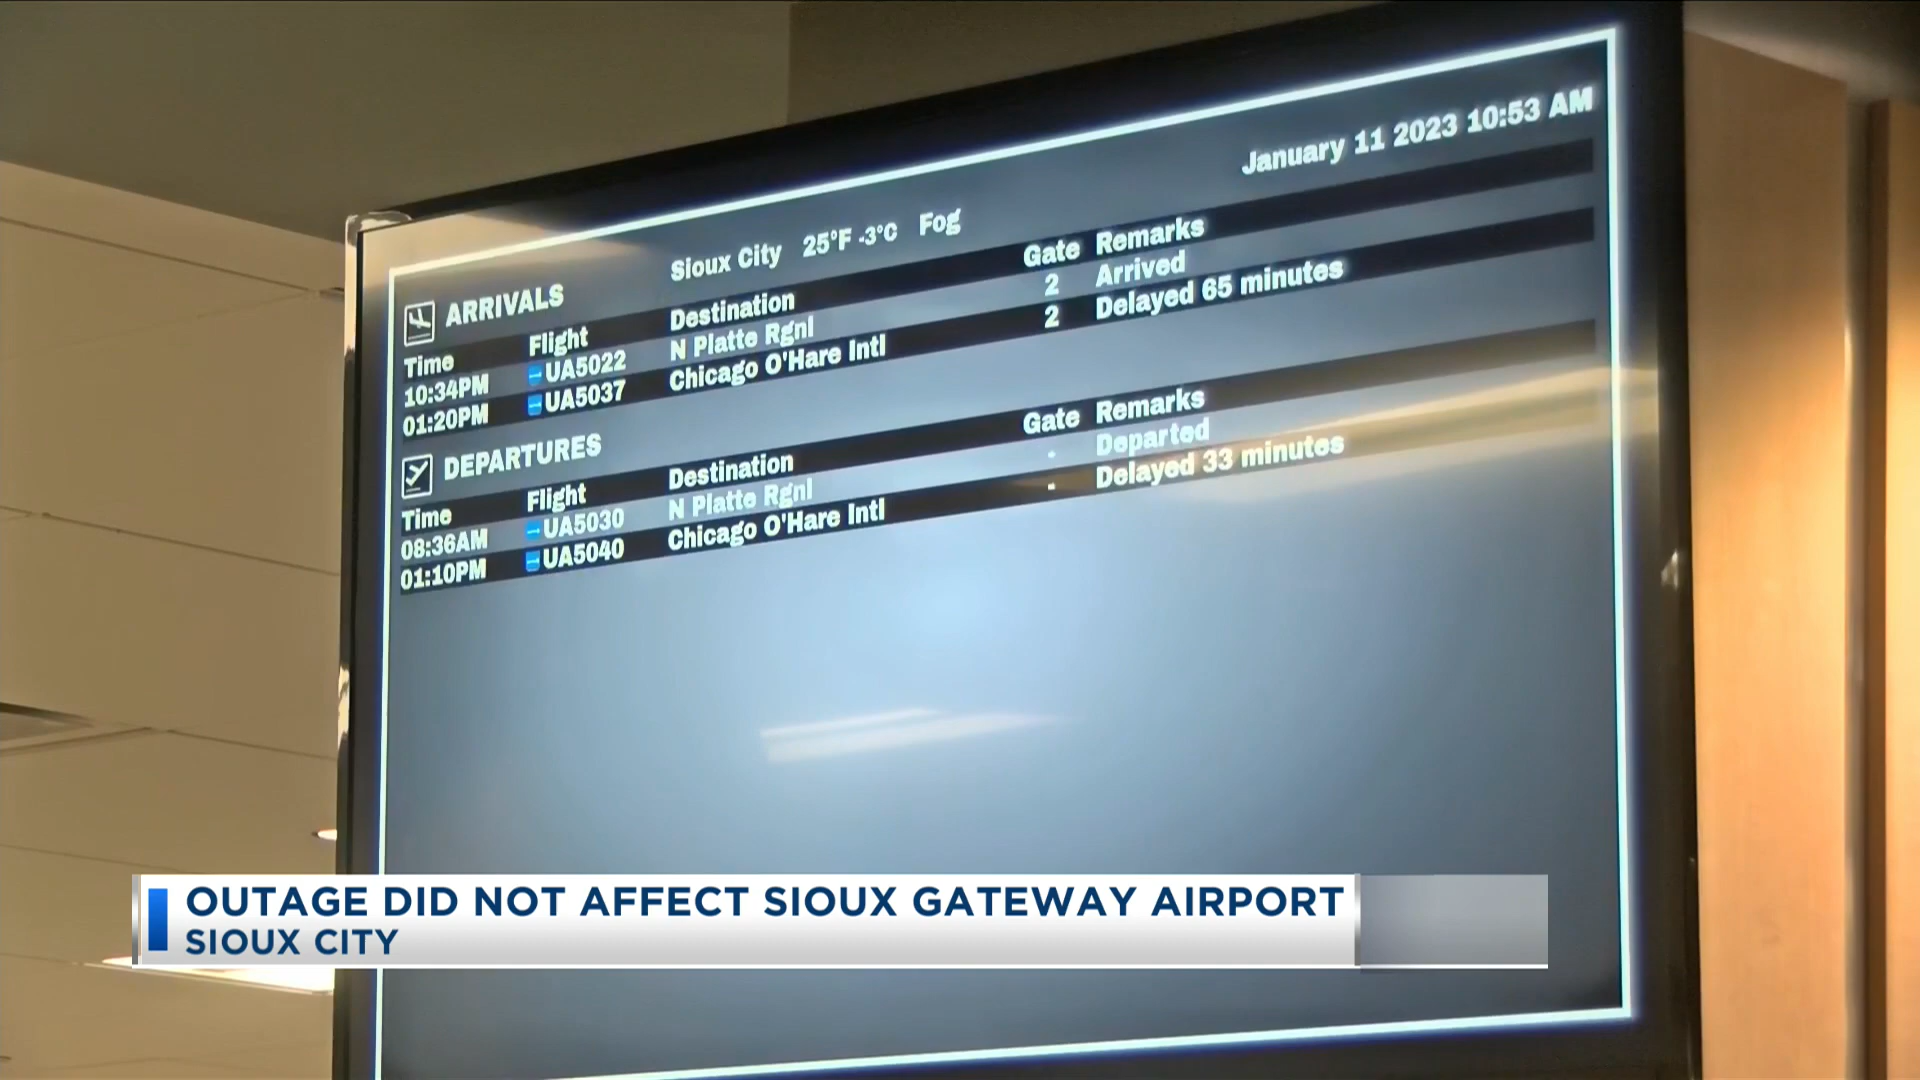 January 11 2023 10:53 AM
Sioux City 25°F -3°C Fog
ARRIVALS
Time Flight Destination Gate Remarks
10:34PM UA5022 N Platte Rgnl 2 Arrived
01:20PM UA5037 Chicago O'Hare Intl 2 Delayed 65 minutes
DEPARTURES
Time Flight Destination Gate Remarks
08:36AM UA5030 N Platte Rgnl - Departed
01:10PM UA5040 Chicago O'Hare Intl - Delayed 33 minutes
OUTAGE DID NOT AFFECT SIOUX GATEWAY AIRPORT
SIOUX CITY